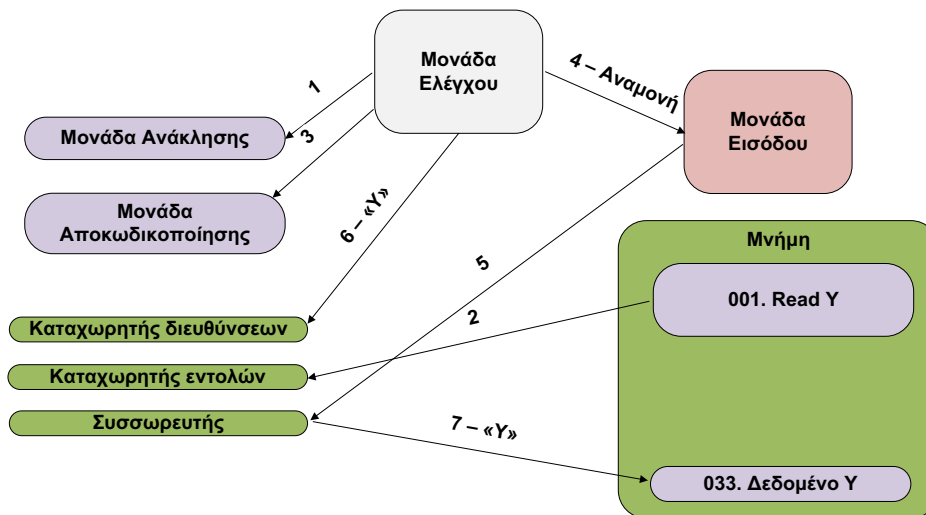 Μονάδα
Ελέγχου
4 – Αναμονή
Μονάδα
Εισόδου
1
Μονάδα Ανάκλησης
3
Μονάδα
Αποκωδικοποίησης
6 – «Υ»
5
Μνήμη
001. Read Y
2
Καταχωρητής διευθύνσεων
Καταχωρητής εντολών
Συσσωρευτής
7 – «Υ»
033. Δεδομένο Υ